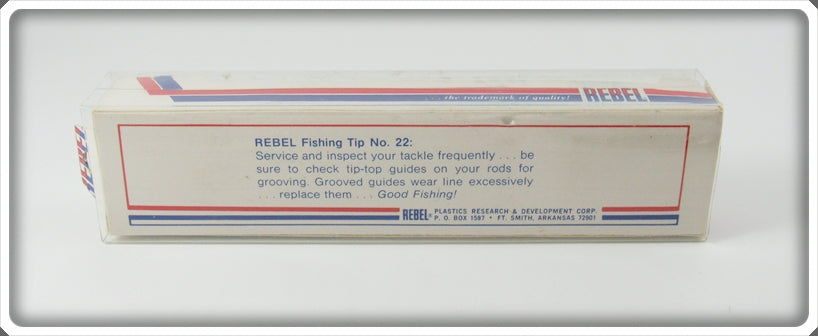 ... the trademark of quality! REBEL
REBEL
REBEL Fishing Tip No. 22:
Service and inspect your tackle frequently ... be
sure to check tip-top guides on your rods for
grooving. Grooved guides wear line excessively
... replace them ... Good Fishing!
REBEL® PLASTICS RESEARCH & DEVELOPMENT CORP.
P. O. BOX 1587 • FT. SMITH, ARKANSAS 72901